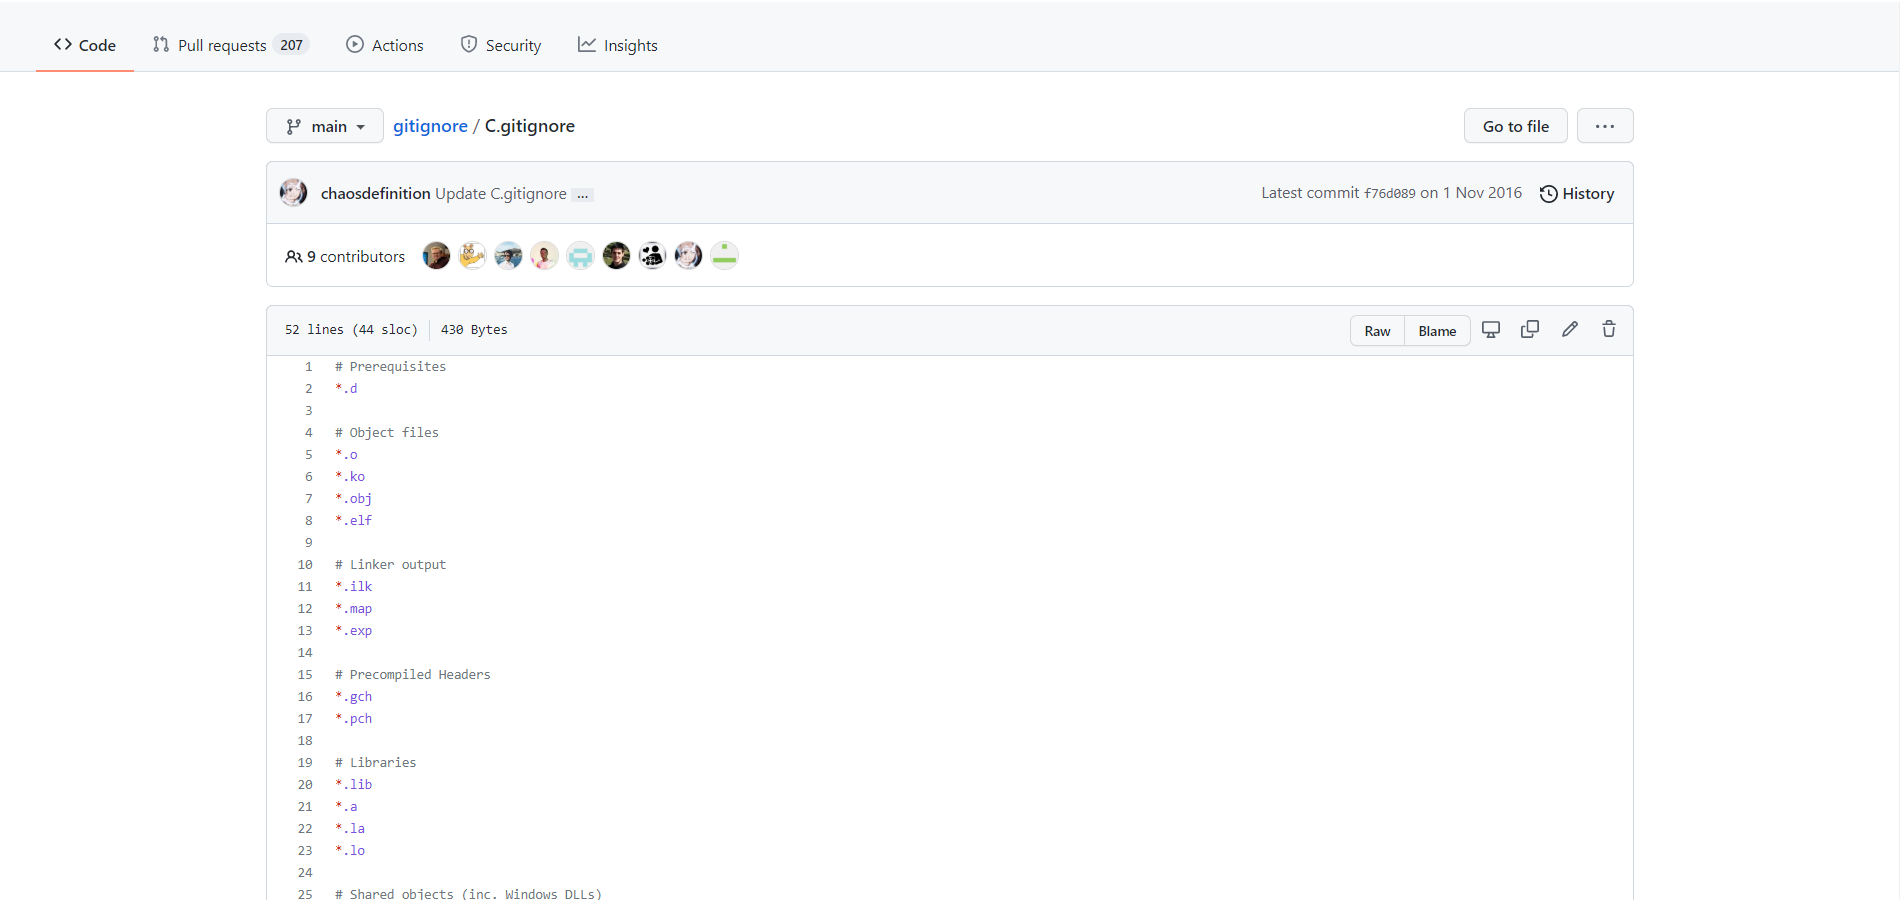 Code Pull requests 207 Actions Security Insights
main gitignore / C.gitignore Go to file ...
chaosdefinition Update C.gitignore ... Latest commit f76d089 on 1 Nov 2016 History
9 contributors
52 lines (44 sloc) 430 Bytes Raw Blame
1 # Prerequisites
2 *.d
3
4 # Object files
5 *.o
6 *.ko
7 *.obj
8 *.elf
9
10 # Linker output
11 *.ilk
12 *.map
13 *.exp
14
15 # Precompiled Headers
16 *.gch
17 *.pch
18
19 # Libraries
20 *.lib
21 *.a
22 *.la
23 *.lo
24
25 # Shared objects (inc. Windows DLLs)